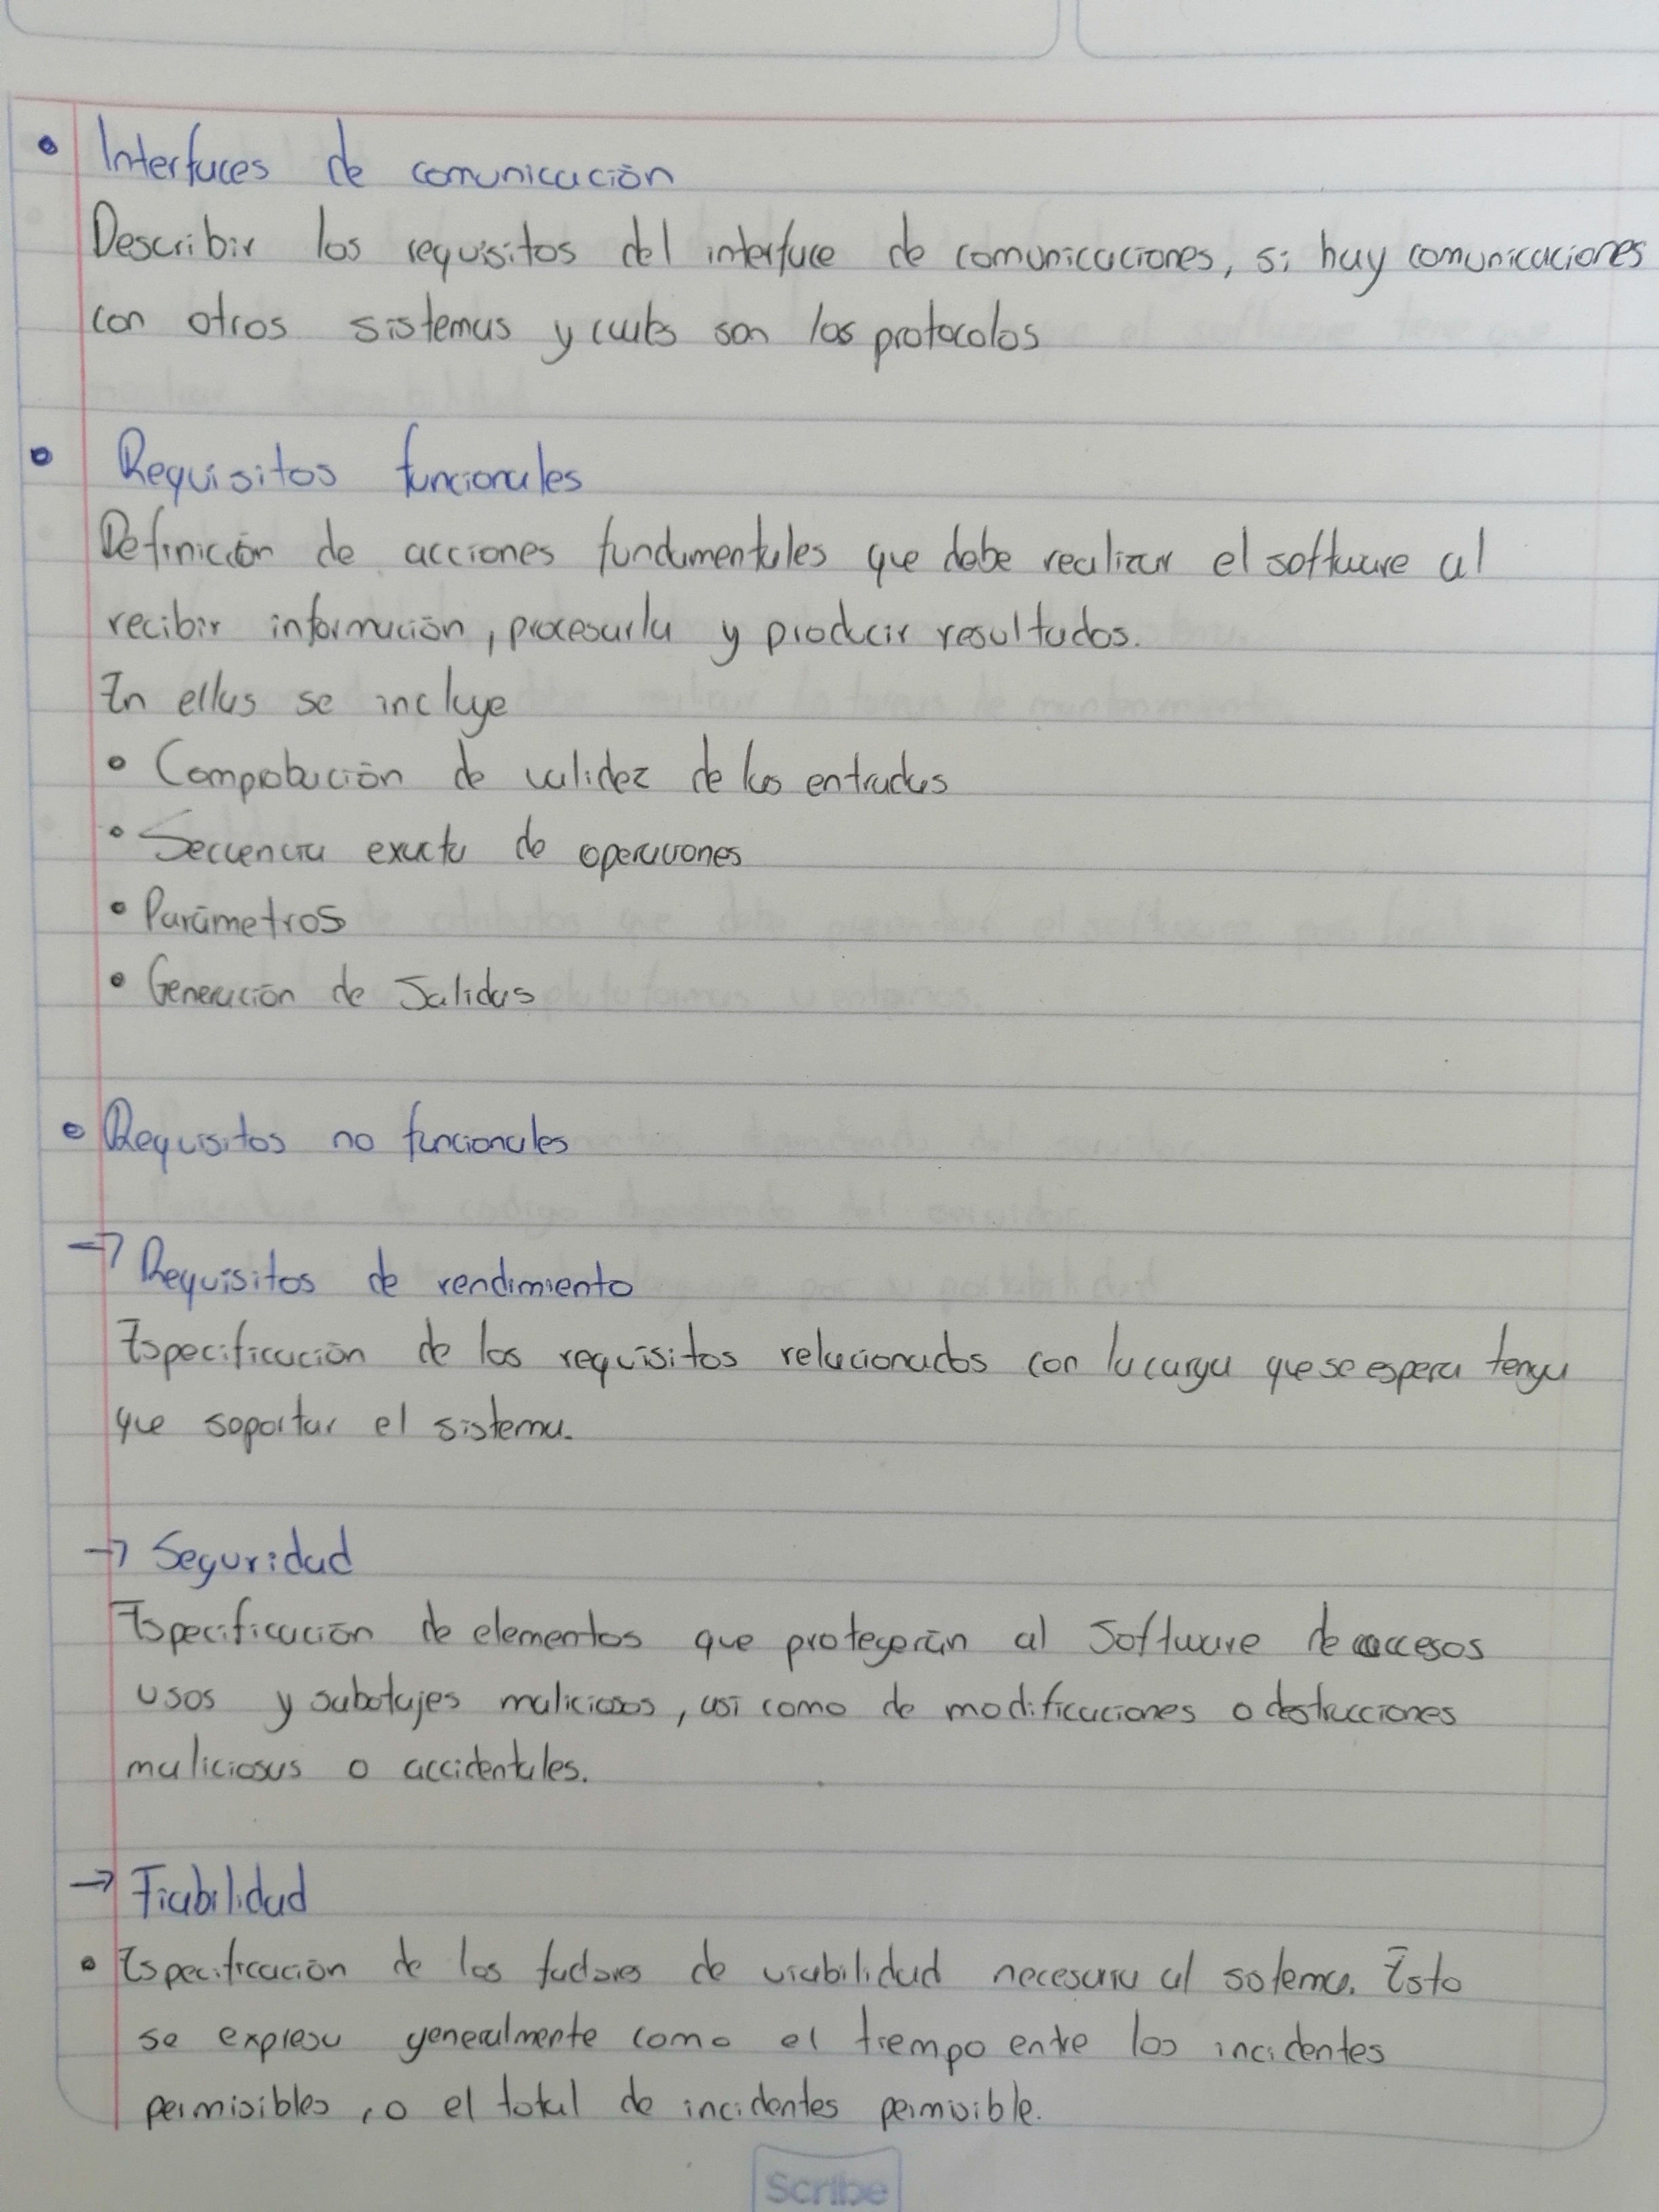 • Interfaces de comunicación
Describir los requisitos del interface de comunicaciones, si hay comunicaciones
con otros sistemas y cuales son los protocolos
• Requisitos funcionales
Definición de acciones fundamentales que debe realizar el software al
recibir información, procesarla y producir resultados.
En ellas se incluye
• Comprobación de validez de las entradas
• Secuencia exacta de operaciones
• Parámetros
• Generación de Salidas
• Requisitos no funcionales
→ Requisitos de rendimiento
Especificación de los requisitos relacionados con la carga que se espera tenga
que soportar el sistema.
→ Seguridad
Especificación de elementos que protegerán al Software de accesos
usos y sabotajes maliciosos, así como de modificaciones o destrucciones
maliciosas o accidentales.
→ Fiabilidad
• Especificación de los factores de viabilidad necesaria al sistema. Esto
se expresa generalmente como el tiempo entre los incidentes
permisibles, o el total de incidentes permisible.
Scribe